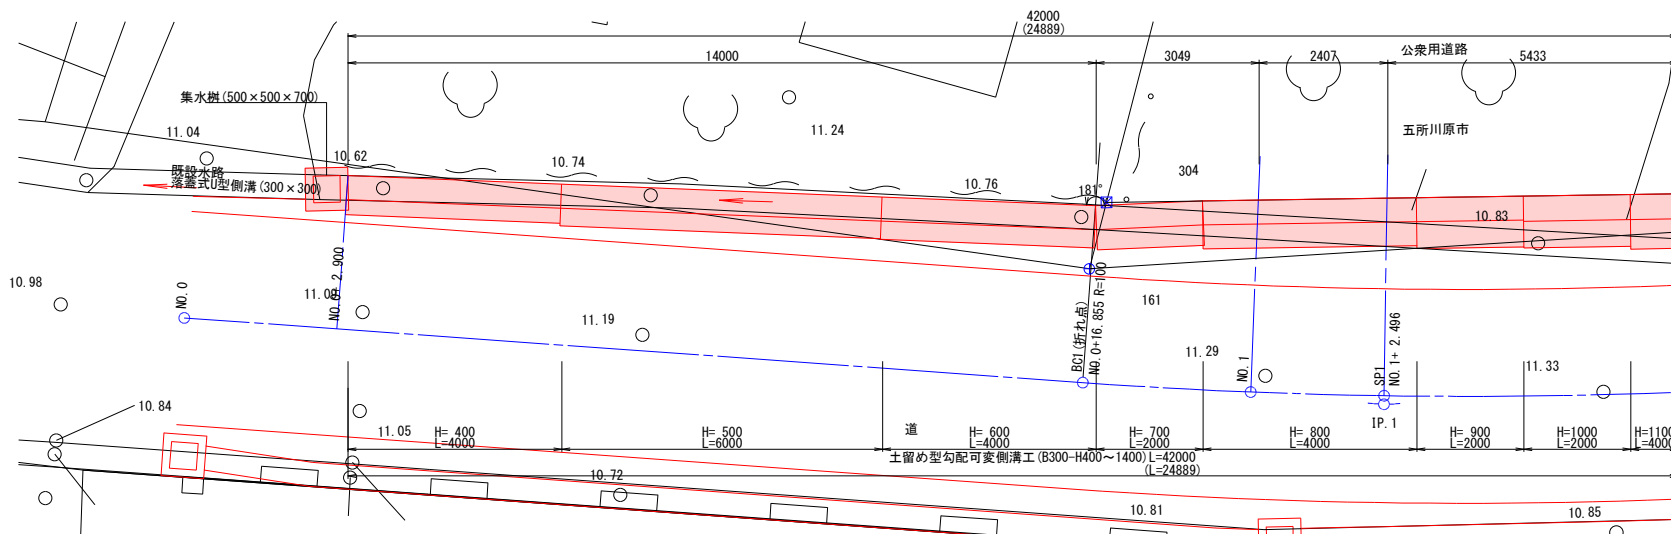 42000
(24889)
14000
3049
2407
公衆用道路
5433
集水桝(500×500×700)
11.04
11.24
五所川原市
10.62
10.74
10.76
304
既設水路
落蓋式U型側溝(300×300)
181°
10.83
10.98
NO.0
NO.0+ 2.900
11.09
11.19
BC1(折れ点)
NO.0+16.855 R=100
161
11.29
NO.1
SP1
NO.1+ 2.496
11.33
IP.1
10.84
11.05
H= 400
L=4000
H= 500
L=6000
道
H= 600
L=4000
H= 700
L=2000
H= 800
L=4000
H= 900
L=2000
H=1000
L=2000
H=1100
L=4000
土留め型勾配可変側溝工(B300-H400～1400)L=42000
(L=24889)
10.72
10.81
10.85